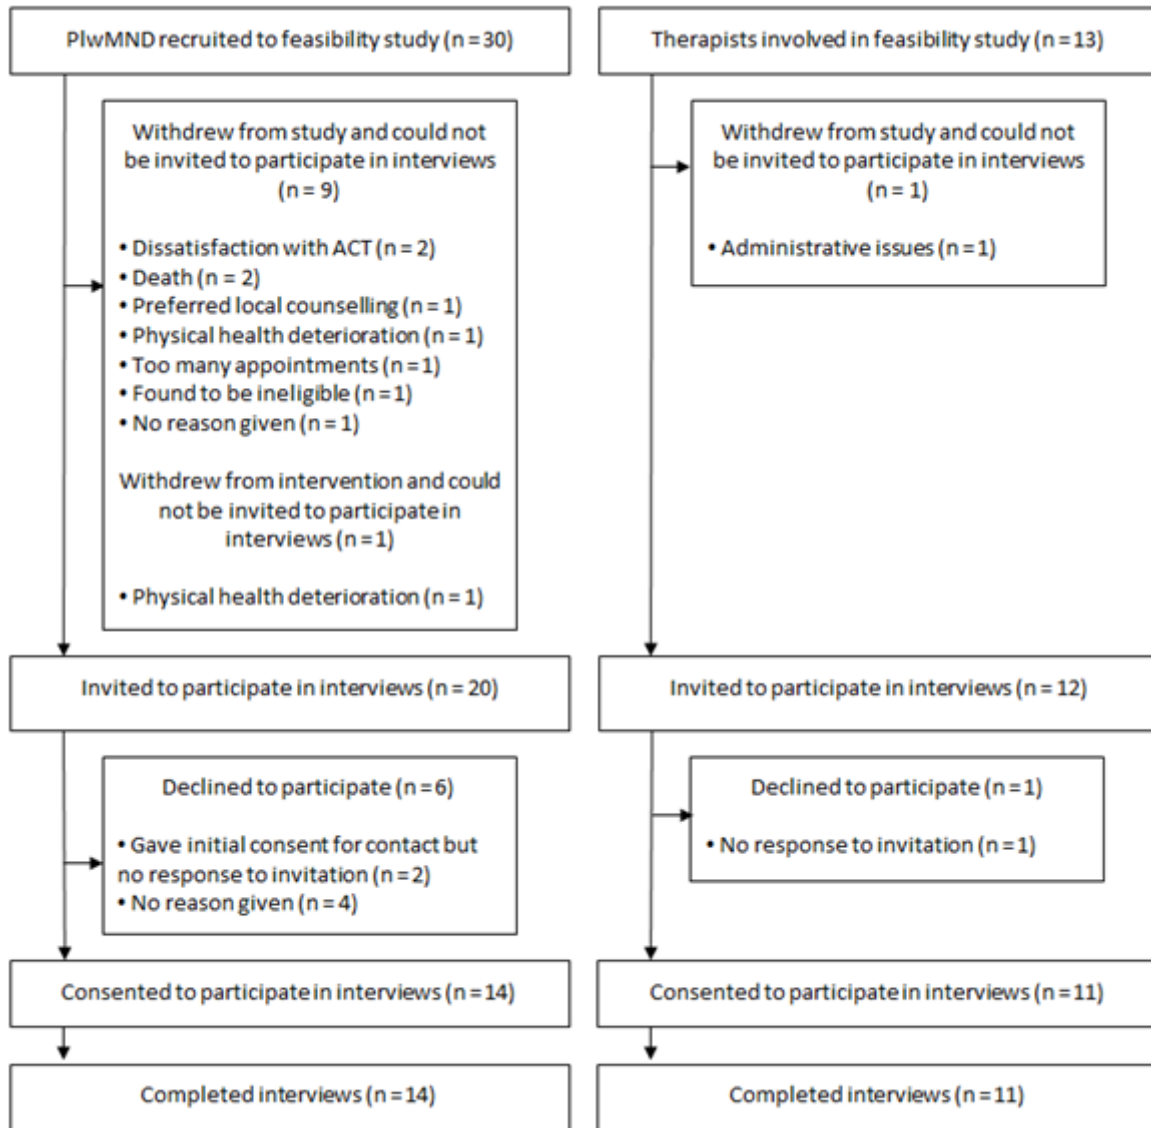 PlwMND recruited to feasibility study (n = 30)
Withdrew from study and could not
be invited to participate in interviews
(n = 9)
• Dissatisfaction with ACT (n = 2)
• Death (n = 2)
• Preferred local counselling (n = 1)
• Physical health deterioration (n = 1)
• Too many appointments (n = 1)
• Found to be ineligible (n = 1)
• No reason given (n = 1)
Withdrew from intervention and could
not be invited to participate in
interviews (n = 1)
• Physical health deterioration (n = 1)
Invited to participate in interviews (n = 20)
Declined to participate (n = 6)
• Gave initial consent for contact but
no response to invitation (n = 2)
• No reason given (n = 4)
Consented to participate in interviews (n = 14)
Completed interviews (n = 14)
Therapists involved in feasibility study (n = 13)
Withdrew from study and could not
be invited to participate in interviews
(n = 1)
• Administrative issues (n = 1)
Invited to participate in interviews (n = 12)
Declined to participate (n = 1)
• No response to invitation (n = 1)
Consented to participate in interviews (n = 11)
Completed interviews (n = 11)